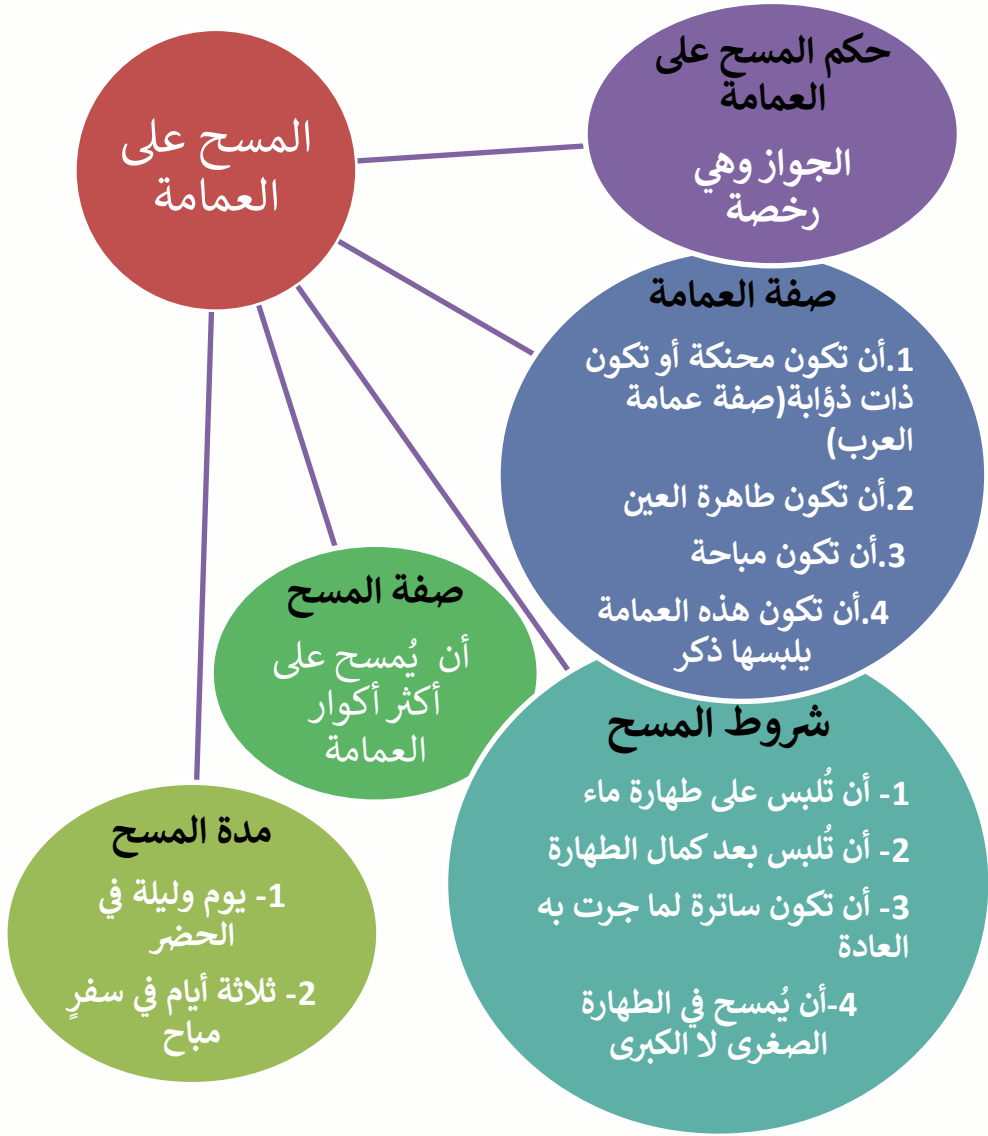 المسح على
العمامة
حكم المسح على
العمامة
الجواز وهي
رخصة
صفة العمامة
1.أن تكون محنكة أو تكون
ذات ذؤابة(صفة عمامة
العرب)
2.أن تكون طاهرة العين
3.أن تكون مباحة
4.أن تكون هذه العمامة
يلبسها ذكر
شروط المسح
1- أن تُلبس على طهارة ماء
2- أن تُلبس بعد كمال الطهارة
3- أن تكون ساترة لما جرت به
العادة
4-أن يُمسح في الطهارة
الصغرى لا الكبرى
صفة المسح
أن يُمسح على
أكثر أكوار
العمامة
مدة المسح
1- يوم وليلة في
الحضر
2- ثلاثة أيام في سفرٍ
مباح